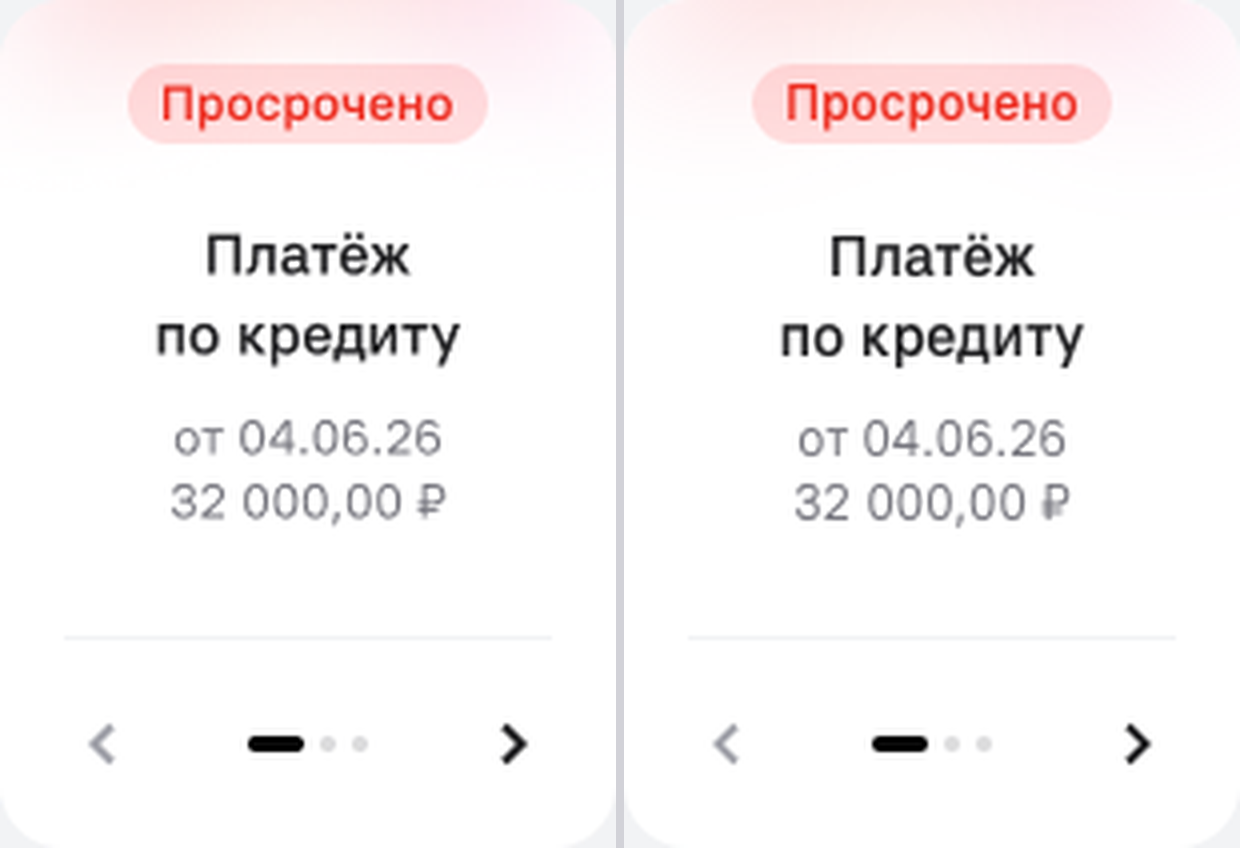 Просрочено
Платёж
по кредиту
от 04.06.26
32 000,00 ₽
Просрочено
Платёж
по кредиту
от 04.06.26
32 000,00 ₽